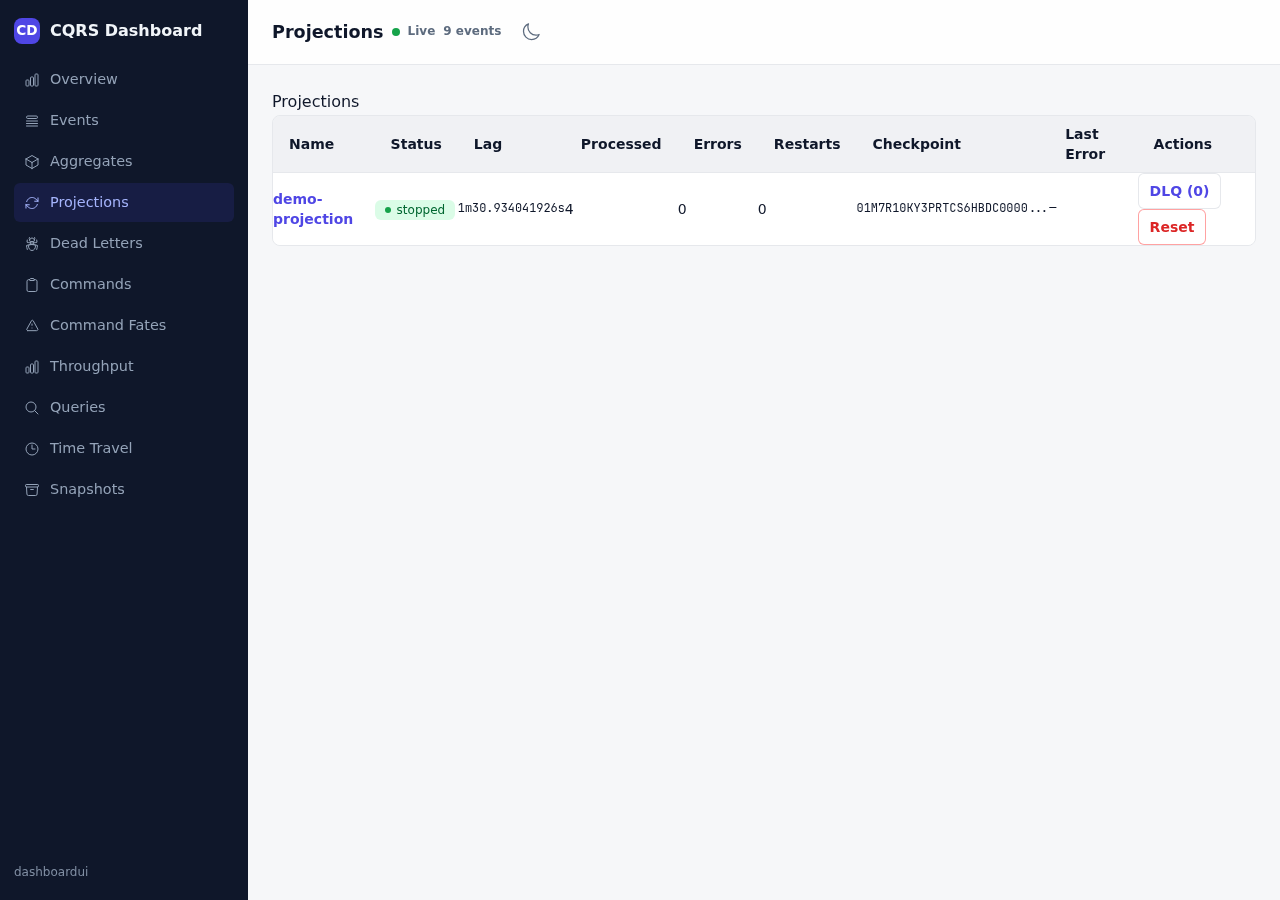 CD CQRS Dashboard
Overview
Events
Aggregates
Projections
Dead Letters
Commands
Command Fates
Throughput
Queries
Time Travel
Snapshots
dashboardui
Projections Live 9 events
Projections
Name Status Lag Processed Errors Restarts Checkpoint Last Error Actions
demo-projection stopped 1m30.934041926s 4 0 0 01M7R10KY3PRTCS6HBDC0000... — DLQ (0)
Reset